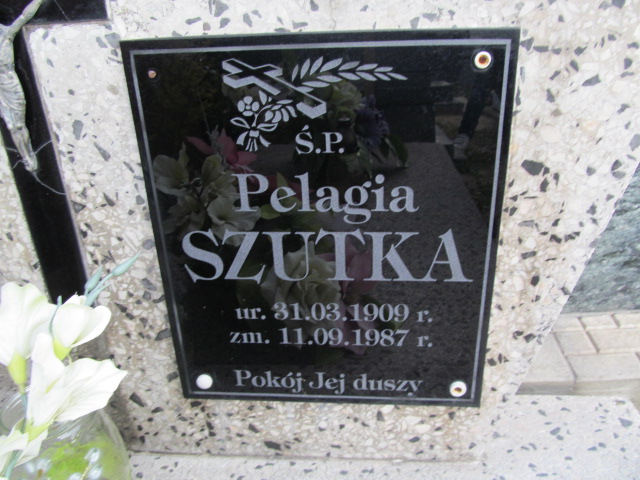 Ś.P.
Pelagia
SZUTKA
ur. 31.03.1909 r.
zm. 11.09.1987 r.
Pokój Jej duszy